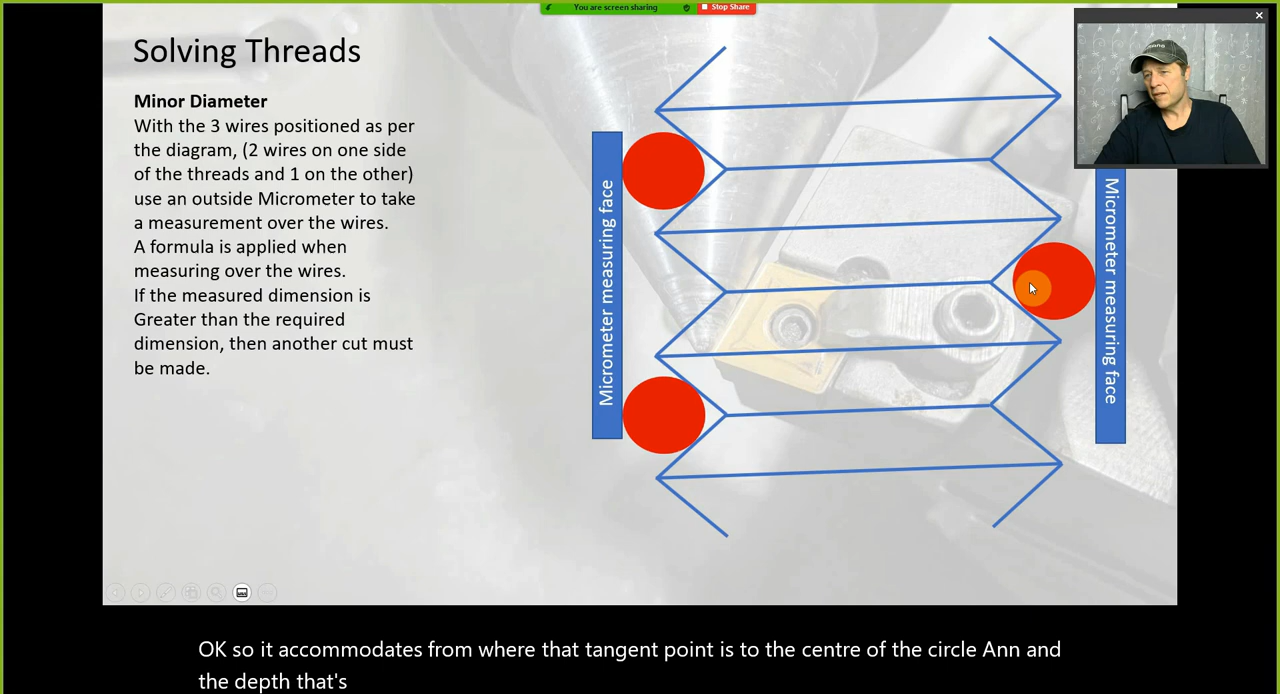 You are screen sharing
Stop Share
Solving Threads
Minor Diameter
With the 3 wires positioned as per
the diagram, (2 wires on one side
of the threads and 1 on the other)
use an outside Micrometer to take
a measurement over the wires.
A formula is applied when
measuring over the wires.
If the measured dimension is
Greater than the required
dimension, then another cut must
be made.
Micrometer measuring face
Micrometer measuring face
OK so it accommodates from where that tangent point is to the centre of the circle Ann and
the depth that's